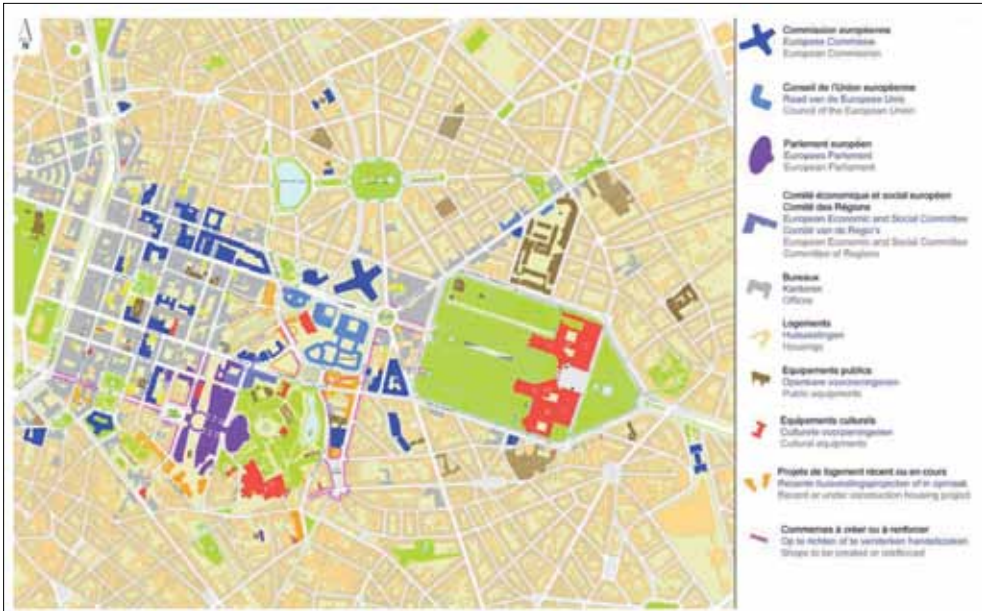 N
Commission européenne
Europese Commissie
European Commission
Conseil de l'Union européenne
Raad van de Europese Unie
Council of the European Union
Parlement européen
Europees Parlement
European Parliament
Comité économique et social européen
Comité des Régions
European Economic and Social Committee
Comité van de Regio's
European Economic and Social Committee
Committee of Regions
Bureaux
Kantoren
Offices
Logements
Huisvestingen
Housings
Equipements publics
Openbare voorzieningen
Public equipments
Equipements culturels
Culturele voorzieningen
Cultural equipments
Projets de logement récent ou en cours
Recente huisvestingsprojecten of in opmaak
Recent or under construction housing project
Commerces à créer ou à renforcer
Op te richten of te versterken handelszaken
Shops to be created or reinforced